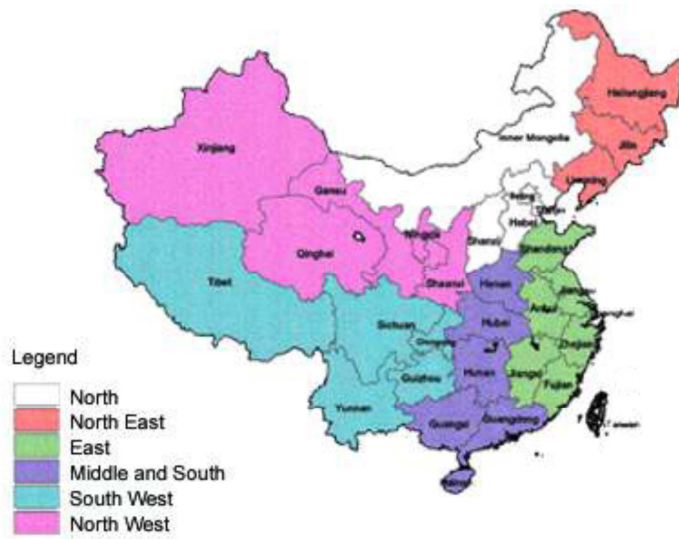 Heilongjiang
Jilin
Liaoning
Inner Mongolia
Xinjiang
Gansu
Beijing
Tianjin
Hebei
Shanxi
Ningxia
Shandong
Qinghai
Shaanxi
Henan
Jiangsu
Tibet
Anhui
Shanghai
Sichuan
Hubei
Chongqing
Zhejiang
Hunan
Jiangxi
Guizhou
Fujian
Yunnan
Guangxi
Guangdong
Hainan
Legend
North
North East
East
Middle and South
South West
North West